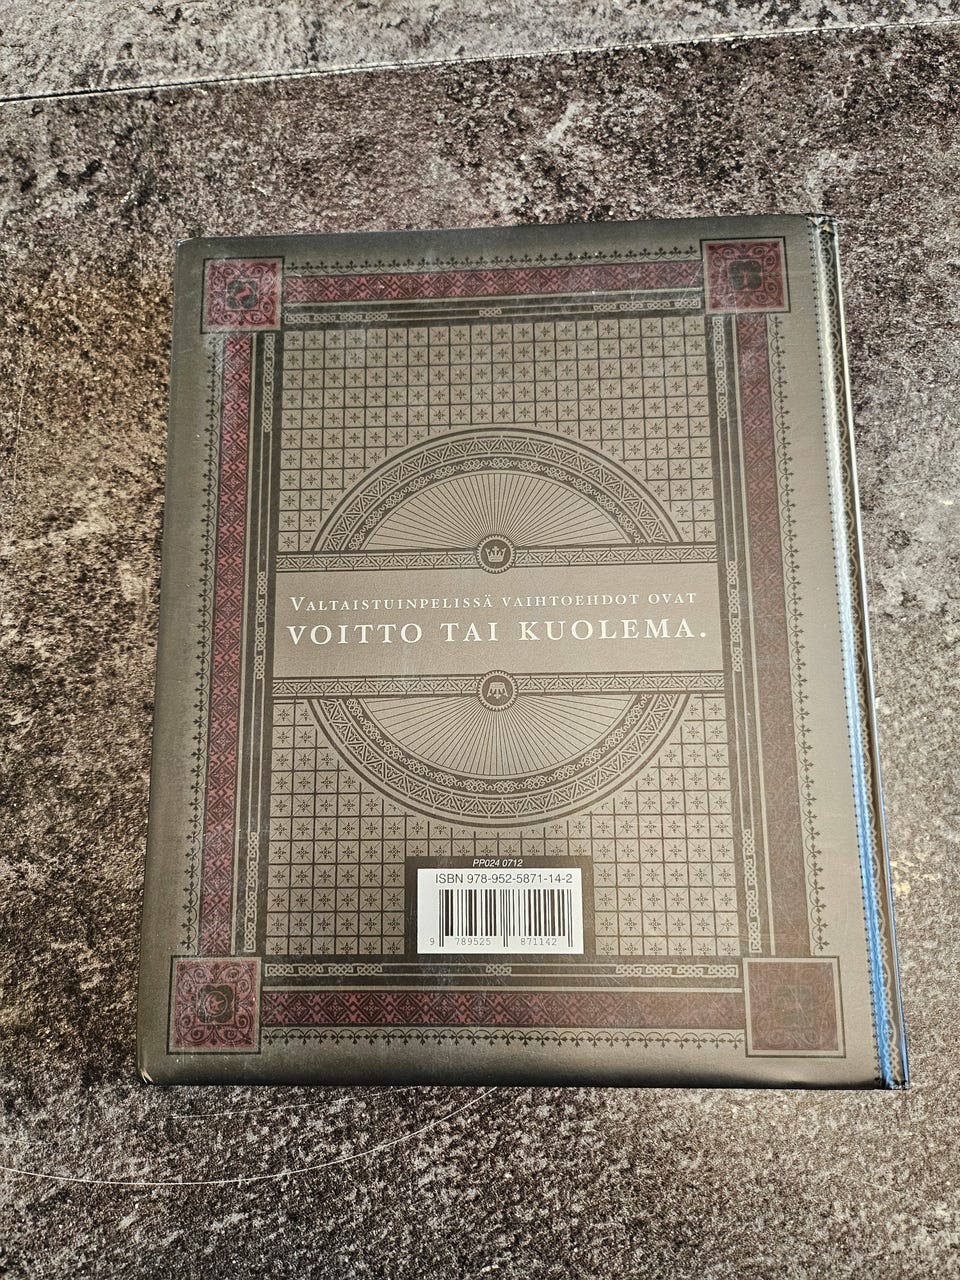 Valtaistuinpelissä vaihtoehdot ovat
VOITTO TAI KUOLEMA.
PP024 0712
ISBN 978-952-5871-14-2
9 789525 871142